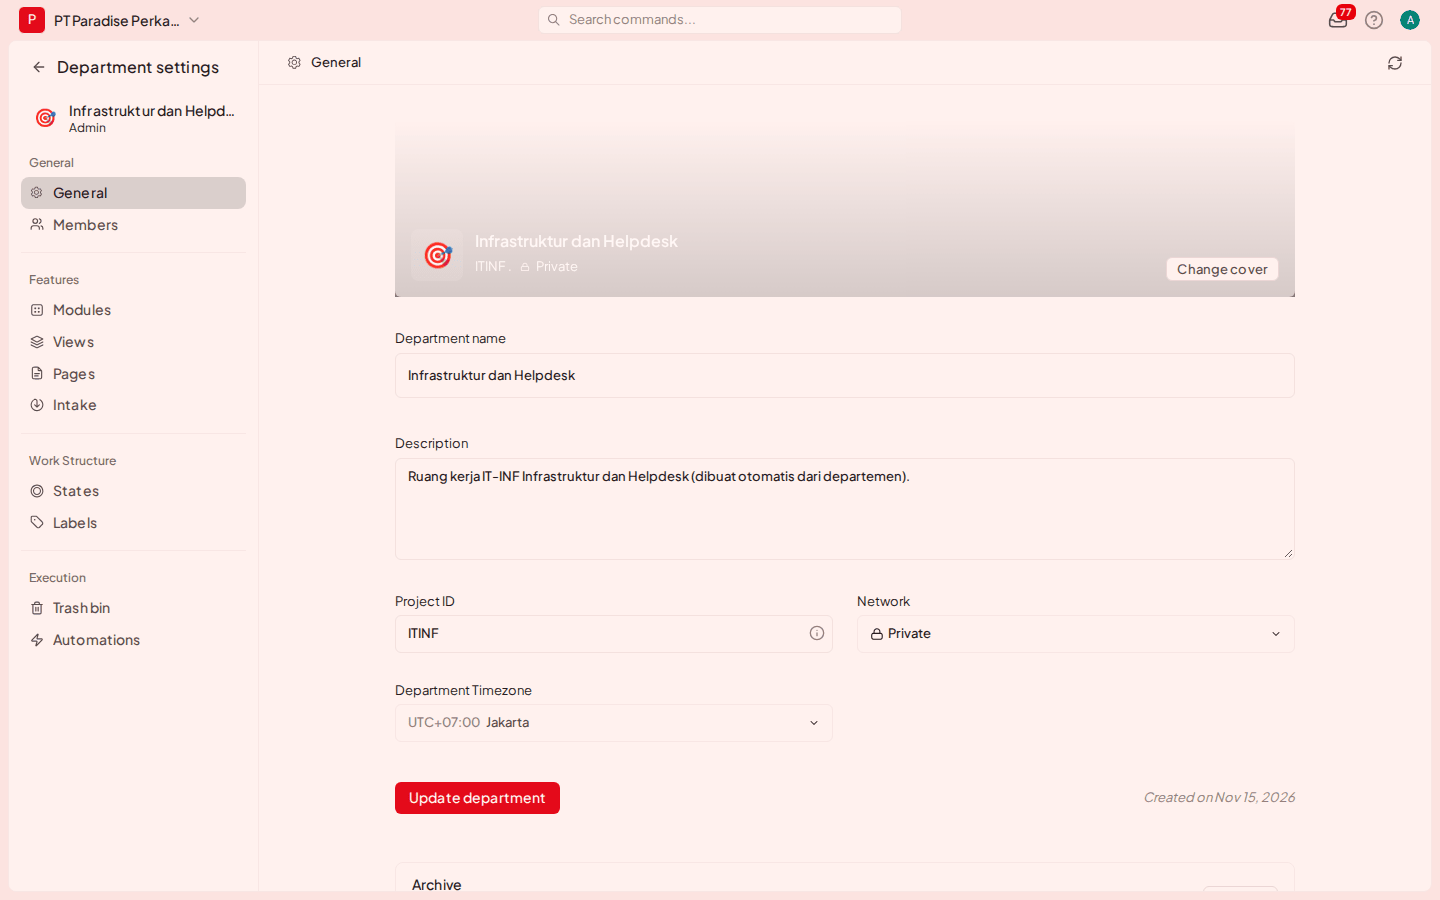 P PT Paradise Perka...
Search commands...
77
A
Department settings
Infrastruktur dan Helpd...
Admin
General
General
Members
Features
Modules
Views
Pages
Intake
Work Structure
States
Labels
Execution
Trash bin
Automations
General
Infrastruktur dan Helpdesk
ITINF . Private
Change cover
Department name
Infrastruktur dan Helpdesk
Description
Ruang kerja IT-INF Infrastruktur dan Helpdesk (dibuat otomatis dari departemen).
Project ID
Network
ITINF
Private
Department Timezone
UTC+07:00 Jakarta
Update department
Created on Nov 15, 2026
Archive